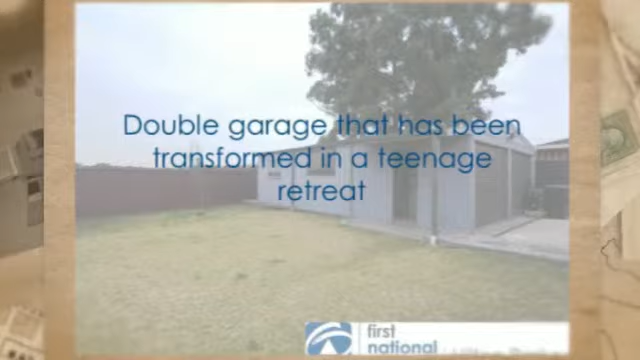 Double garage that has been
transformed in a teenage
retreat
first
national